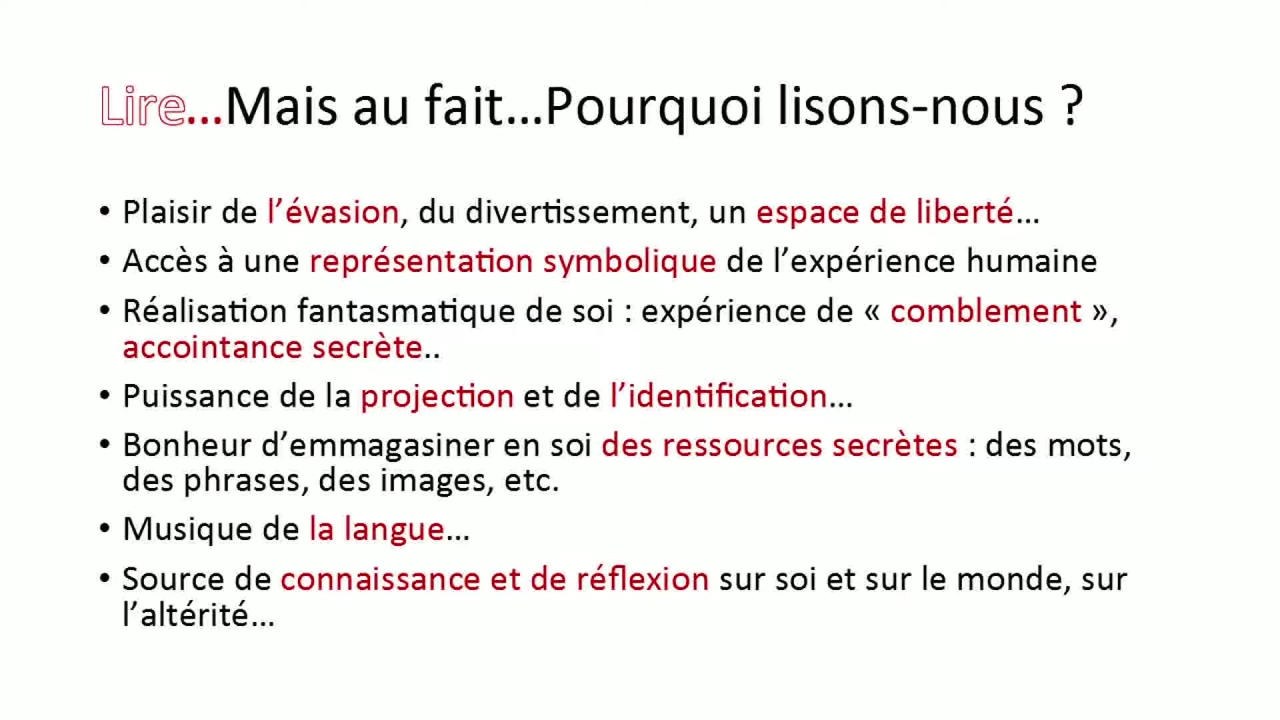 Lire...Mais au fait...Pourquoi lisons-nous ?
• Plaisir de l’évasion, du divertissement, un espace de liberté...
• Accès à une représentation symbolique de l’expérience humaine
• Réalisation fantasmatique de soi : expérience de « comblement »,
accointance secrète..
• Puissance de la projection et de l’identification...
• Bonheur d’emmagasiner en soi des ressources secrètes : des mots,
des phrases, des images, etc.
• Musique de la langue...
• Source de connaissance et de réflexion sur soi et sur le monde, sur
l’altérité...